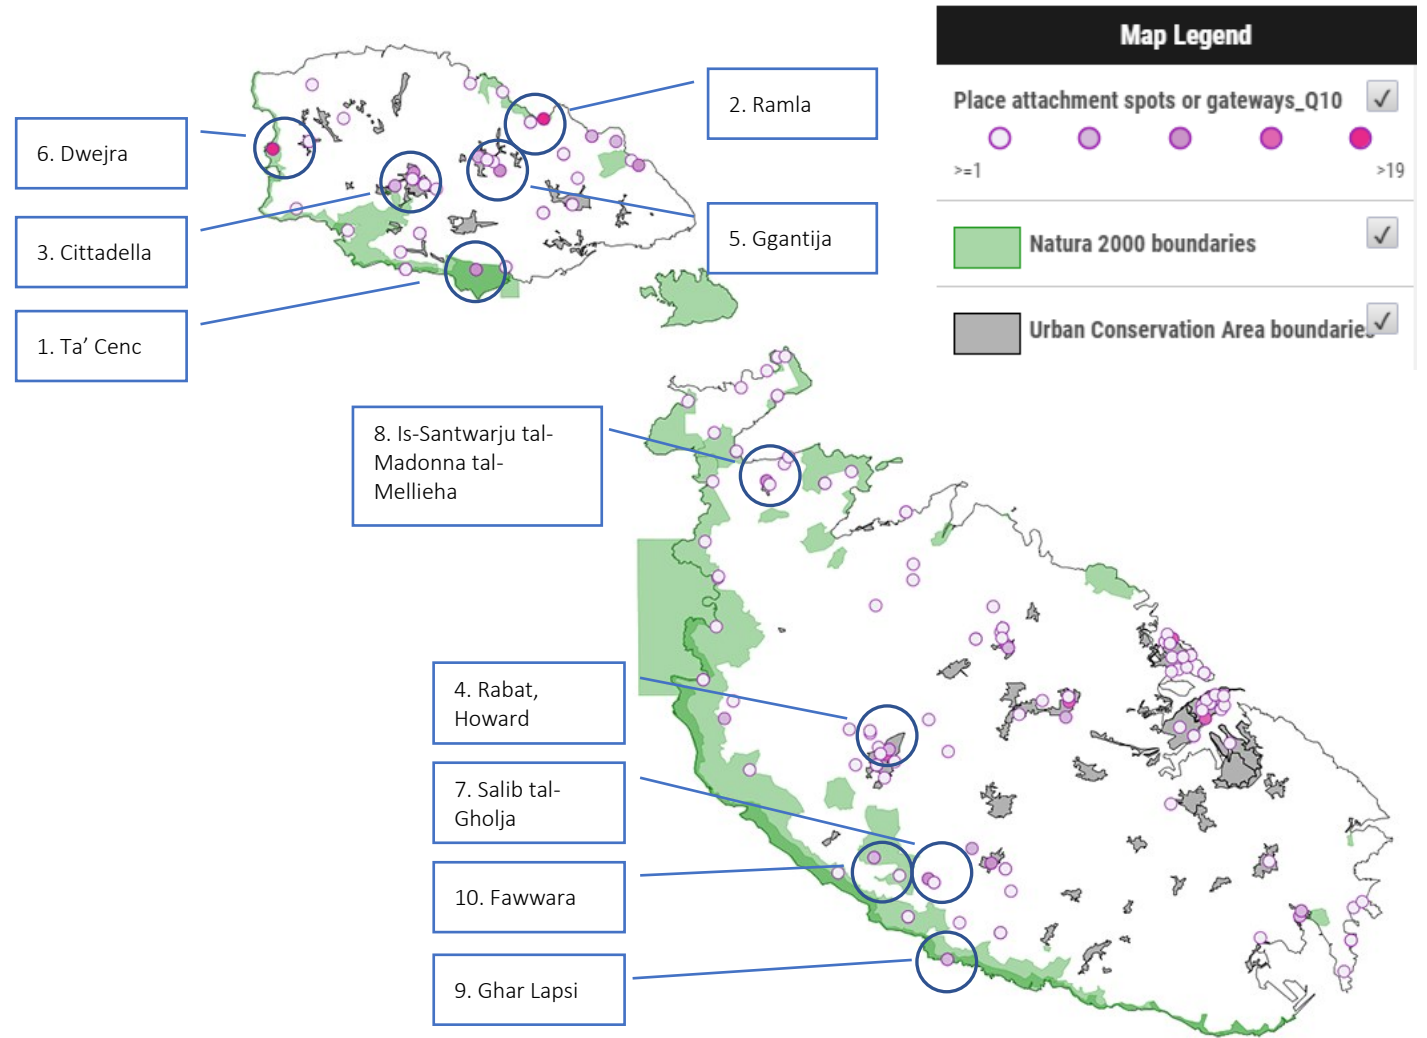 Map Legend
Place attachment spots or gateways_Q10
>=1
>19
Natura 2000 boundaries
Urban Conservation Area boundaries
2. Ramla
6. Dwejra
3. Cittadella
5. Ggantija
1. Ta’ Cenc
8. Is-Santwarju tal-
Madonna tal-
Mellieha
4. Rabat,
Howard
7. Salib tal-
Gholja
10. Fawwara
9. Ghar Lapsi